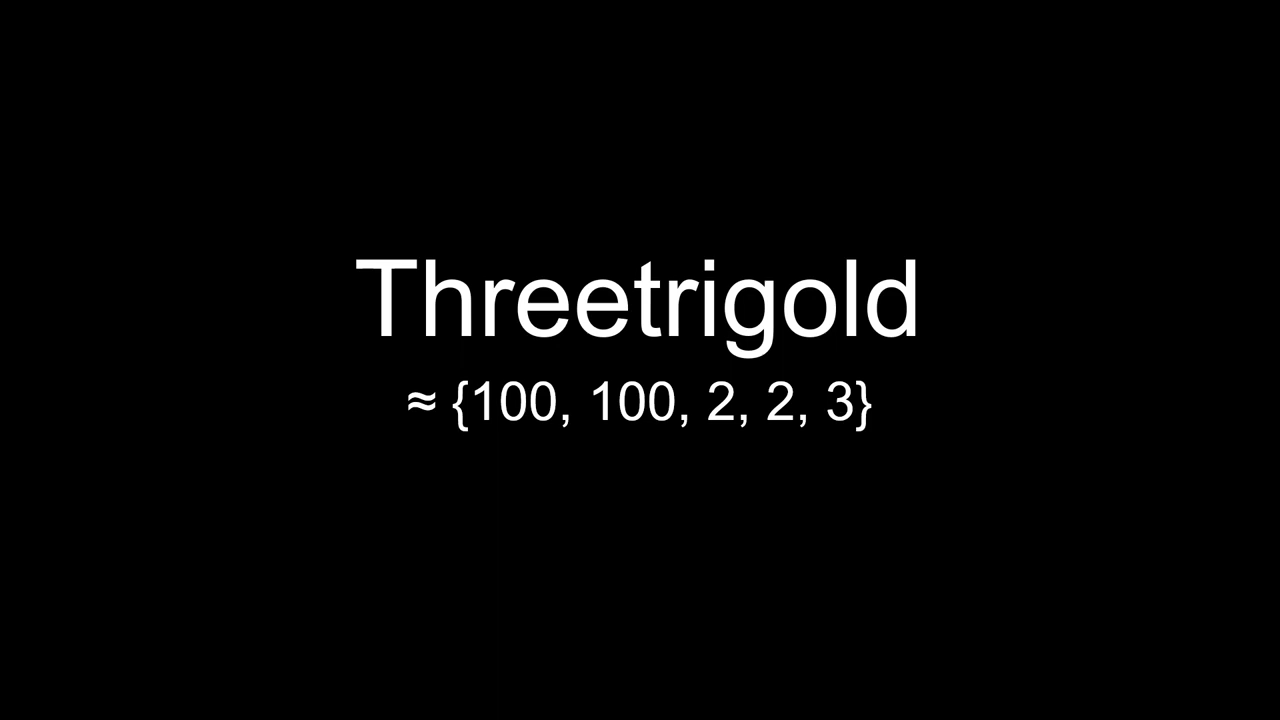 Threetrigold
≈ {100, 100, 2, 2, 3}